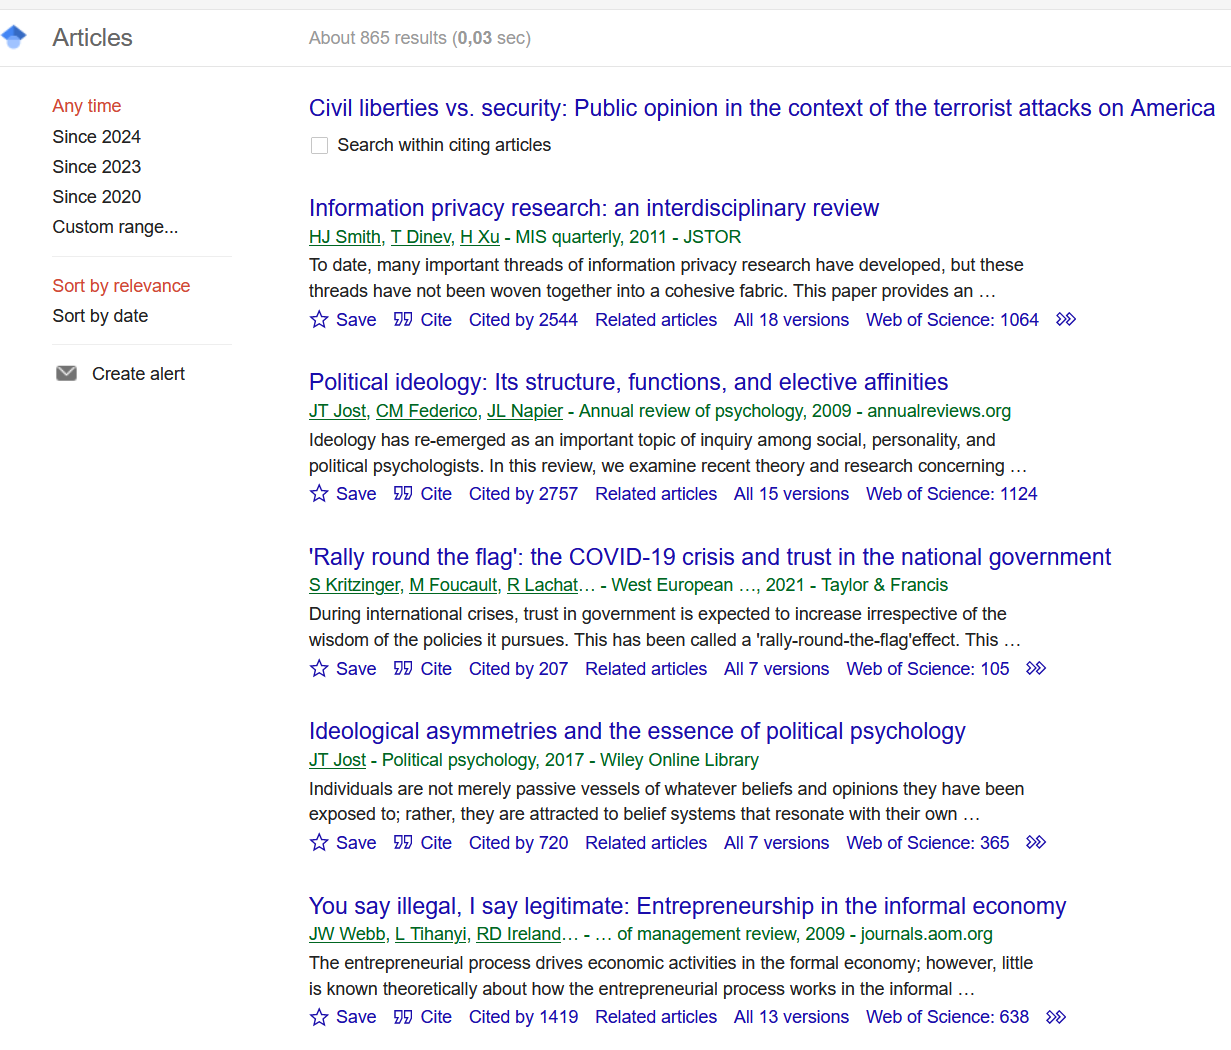 Articles
About 865 results (0,03 sec)
Any time
Since 2024
Since 2023
Since 2020
Custom range...
Sort by relevance
Sort by date
Create alert
Civil liberties vs. security: Public opinion in the context of the terrorist attacks on America
Search within citing articles
Information privacy research: an interdisciplinary review
HJ Smith, T Dinev, H Xu - MIS quarterly, 2011 - JSTOR
To date, many important threads of information privacy research have developed, but these
threads have not been woven together into a cohesive fabric. This paper provides an …
Save Cite Cited by 2544 Related articles All 18 versions Web of Science: 1064
Political ideology: Its structure, functions, and elective affinities
JT Jost, CM Federico, JL Napier - Annual review of psychology, 2009 - annualreviews.org
Ideology has re-emerged as an important topic of inquiry among social, personality, and
political psychologists. In this review, we examine recent theory and research concerning …
Save Cite Cited by 2757 Related articles All 15 versions Web of Science: 1124
'Rally round the flag': the COVID-19 crisis and trust in the national government
S Kritzinger, M Foucault, R Lachat… - West European …, 2021 - Taylor & Francis
During international crises, trust in government is expected to increase irrespective of the
wisdom of the policies it pursues. This has been called a 'rally-round-the-flag'effect. This …
Save Cite Cited by 207 Related articles All 7 versions Web of Science: 105
Ideological asymmetries and the essence of political psychology
JT Jost - Political psychology, 2017 - Wiley Online Library
Individuals are not merely passive vessels of whatever beliefs and opinions they have been
exposed to; rather, they are attracted to belief systems that resonate with their own …
Save Cite Cited by 720 Related articles All 7 versions Web of Science: 365
You say illegal, I say legitimate: Entrepreneurship in the informal economy
JW Webb, L Tihanyi, RD Ireland… - … of management review, 2009 - journals.aom.org
The entrepreneurial process drives economic activities in the formal economy; however, little
is known theoretically about how the entrepreneurial process works in the informal …
Save Cite Cited by 1419 Related articles All 13 versions Web of Science: 638